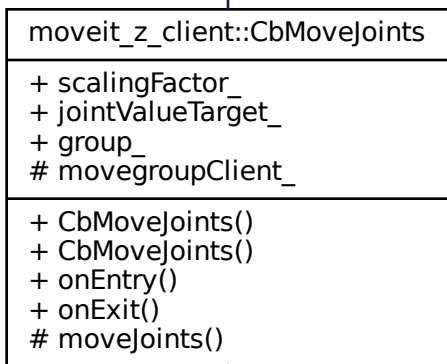 moveit_z_client::CbMoveJoints
+ scalingFactor_
+ jointValueTarget_
+ group_
# movegroupClient_
+ CbMoveJoints()
+ CbMoveJoints()
+ onEntry()
+ onExit()
# moveJoints()